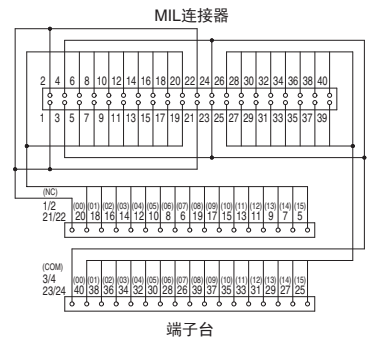 MIL连接器
2 4 6 8 10 12 14 16 18 20 22 24 26 28 30 32 34 36 38 40
1 3 5 7 9 11 13 15 17 19 21 23 25 27 29 31 33 35 37 39
(NC)
1/2 (00) (01) (02) (03) (04) (05) (06) (07) (08) (09) (10) (11) (12) (13) (14) (15)
21/22 20 18 16 14 12 10 8 6 19 17 15 13 11 9 7 5
(COM)
3/4 (00) (01) (02) (03) (04) (05) (06) (07) (08) (09) (10) (11) (12) (13) (14) (15)
23/24 40 38 36 34 32 30 28 26 39 37 35 33 31 29 27 25
端子台